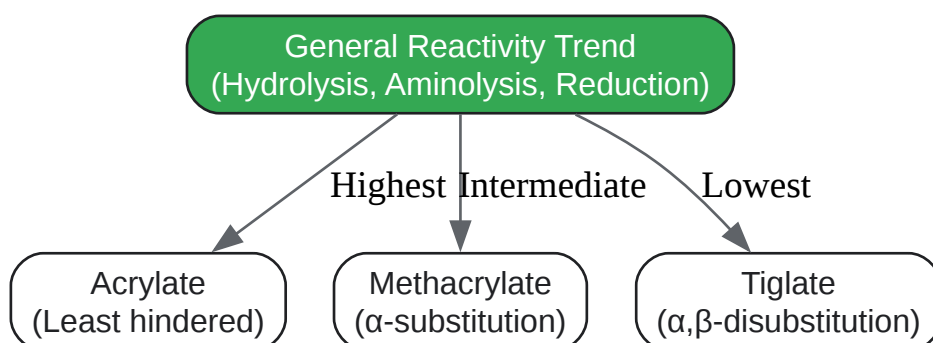 General Reactivity Trend
(Hydrolysis, Aminolysis, Reduction)
Highest Intermediate Lowest
Acrylate Methacrylate Tiglate
(Least hindered) (α-substitution) (α,β-disubstitution)